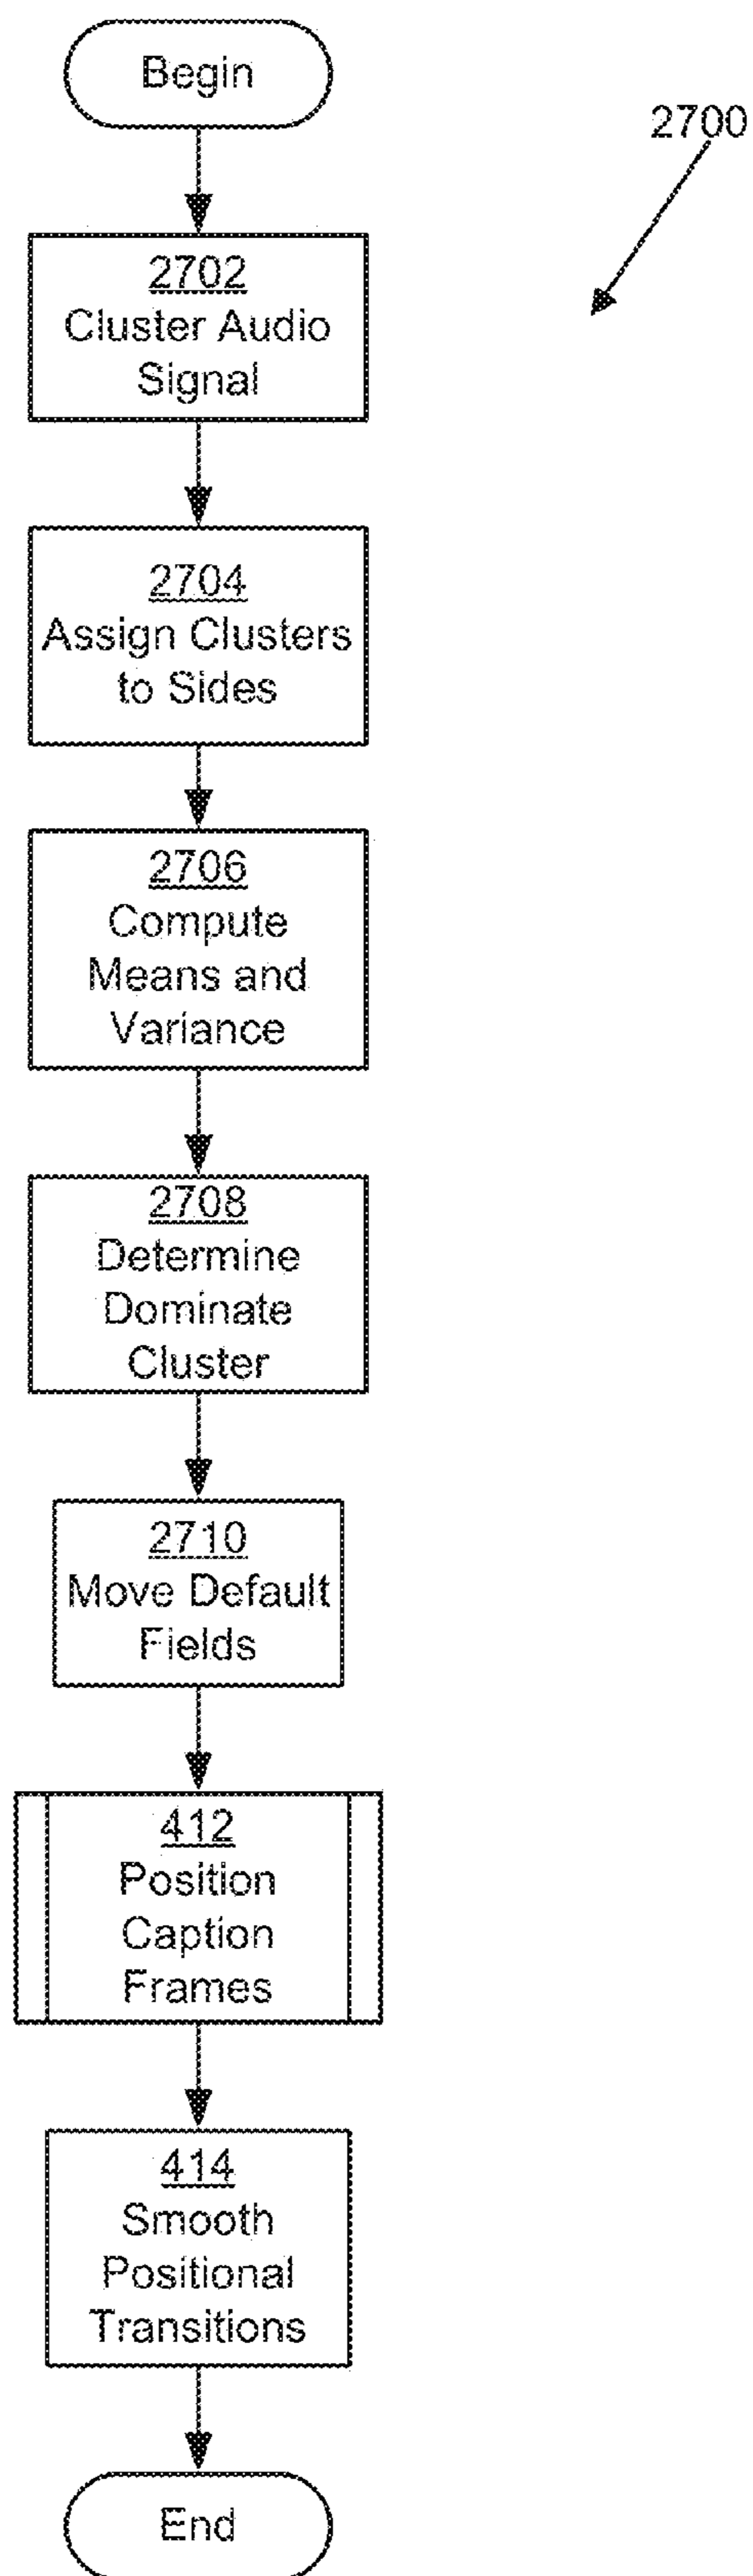 Begin
2700
2702
Cluster Audio
Signal
2704
Assign Clusters
to Sides
2706
Compute
Means and
Variance
2708
Determine
Dominate
Cluster
2710
Move Default
Fields
412
Position
Caption
Frames
414
Smooth
Positional
Transitions
End